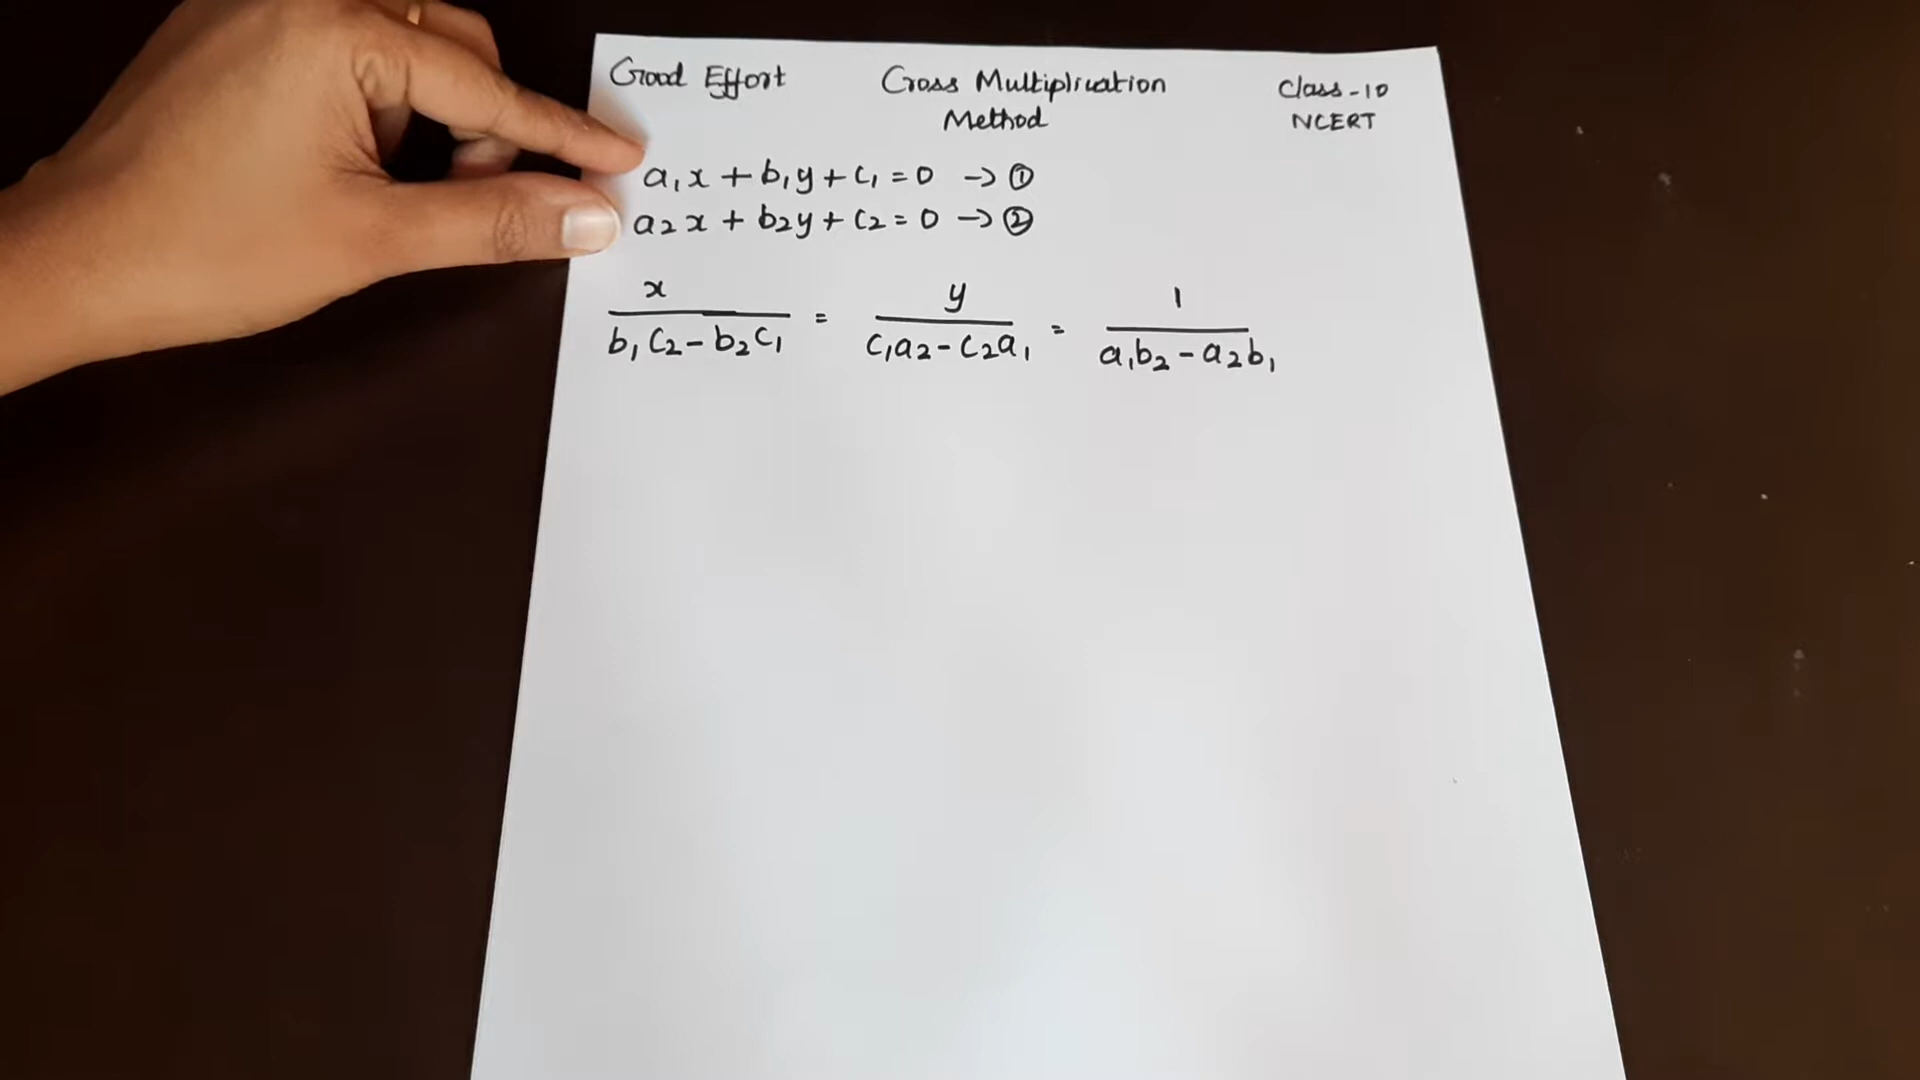 Good Effort
Cross Multiplication
Method
Class-10
NCERT
a₁x + b₁y + c₁ = 0 → ①
a₂x + b₂y + c₂ = 0 → ②
x / (b₁c₂ - b₂c₁) = y / (c₁a₂ - c₂a₁) = 1 / (a₁b₂ - a₂b₁)